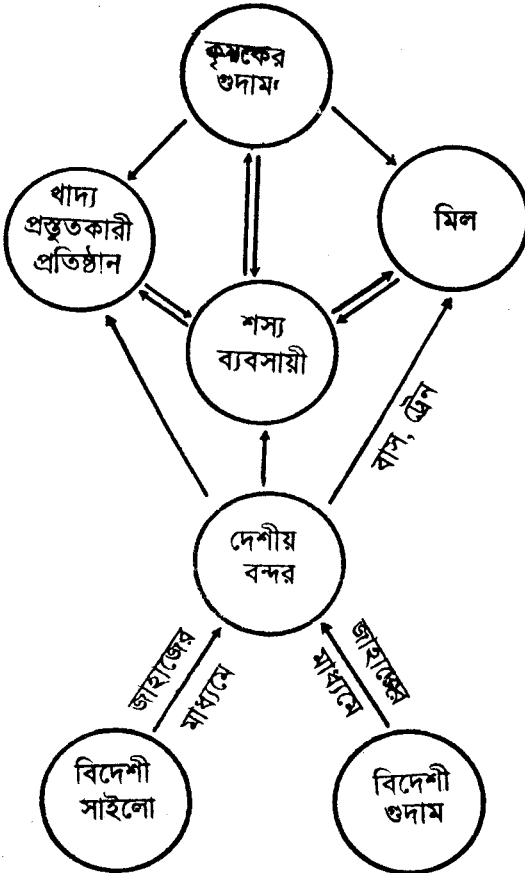 কৃষকের
গুদাম
খাদ্য
প্রস্তুতকারী
প্রতিষ্ঠান
মিল
শস্য
ব্যবসায়ী
বাস, ট্রেন
দেশীয়
বন্দর
জাহাজের
মাধ্যমে
জাহাজের
মাধ্যমে
বিদেশী
সাইলো
বিদেশী
গুদাম